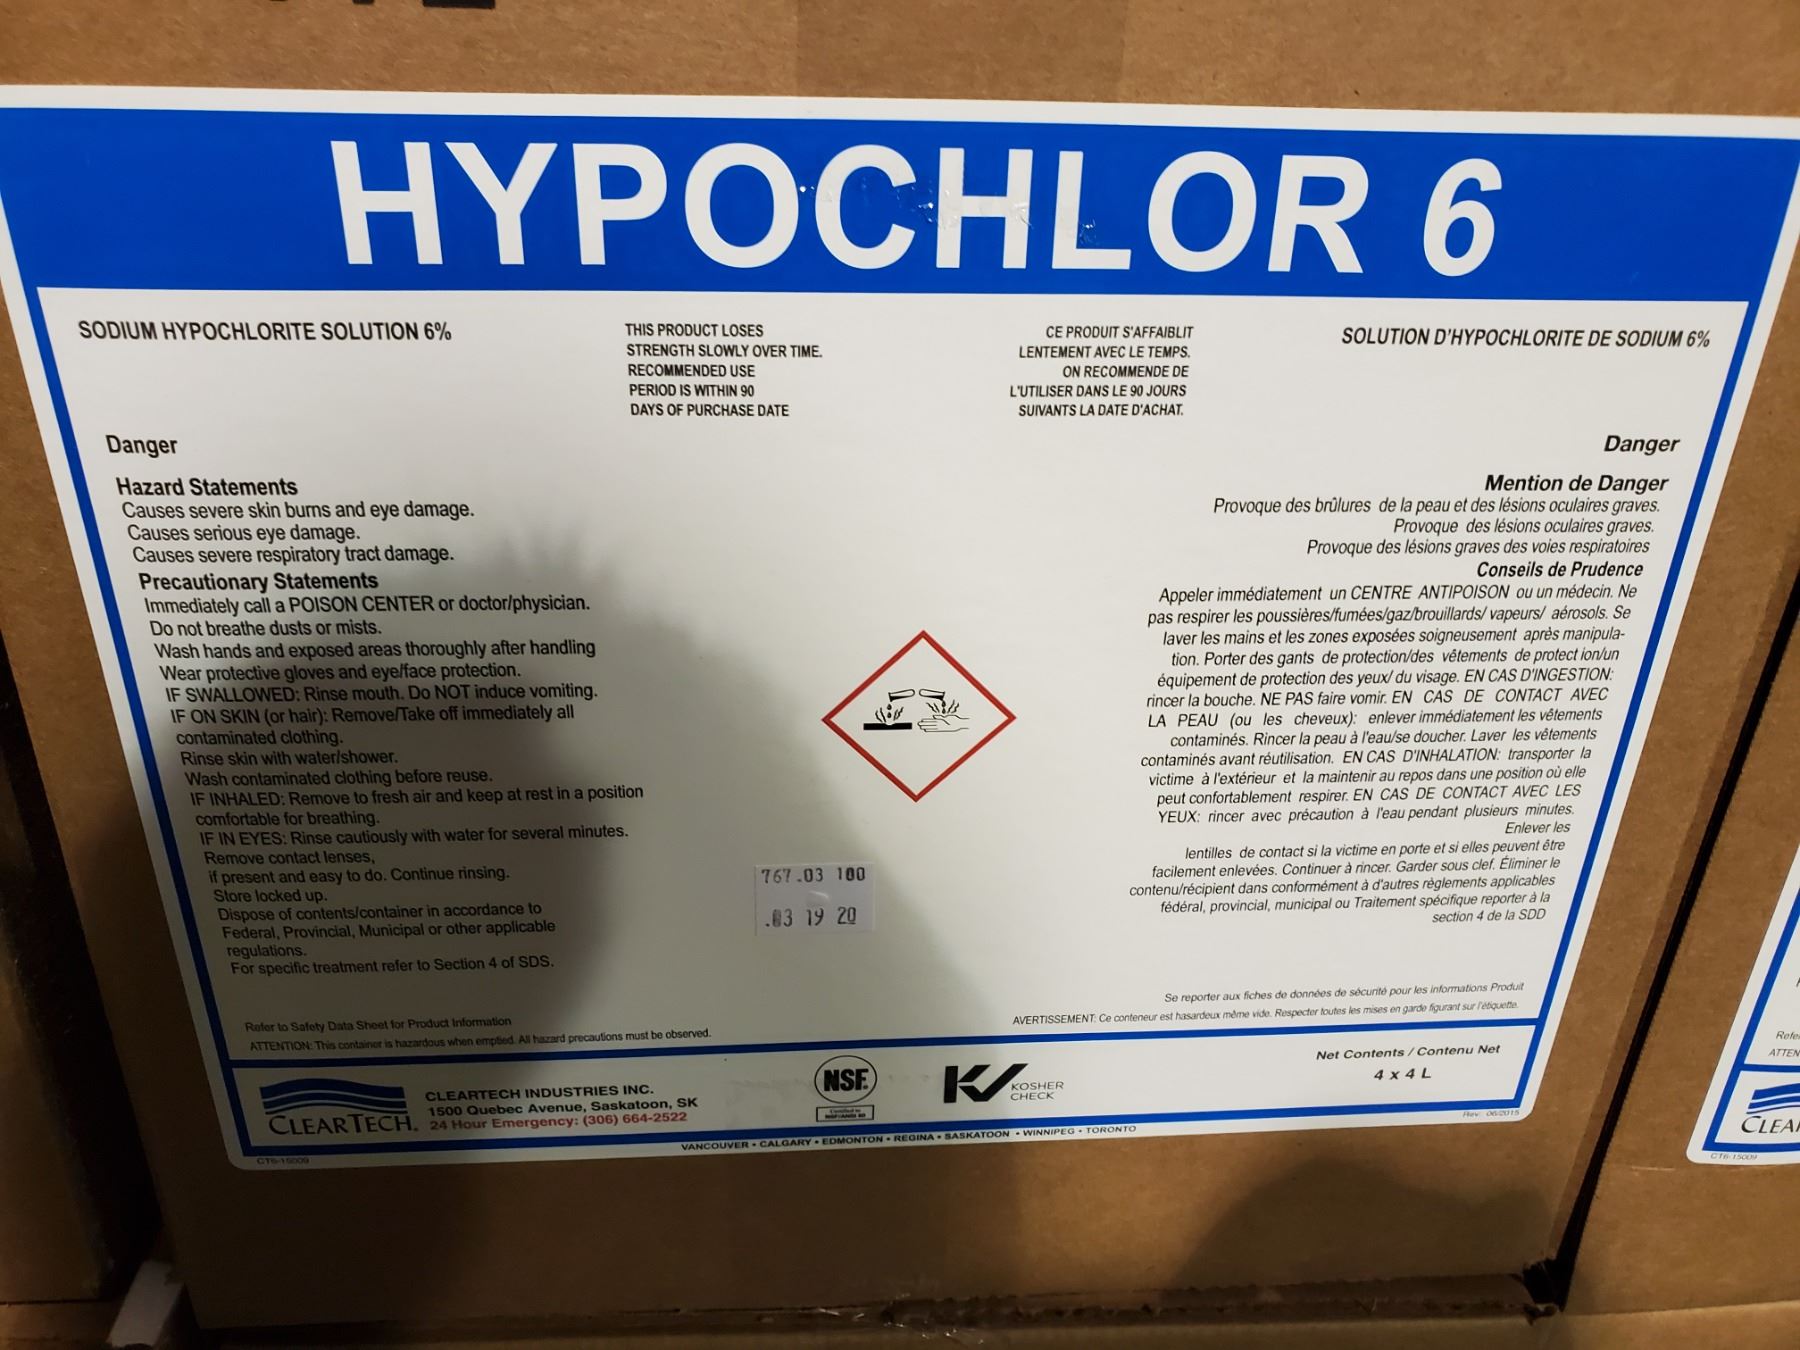 HYPOCHLOR 6
SODIUM HYPOCHLORITE SOLUTION 6%
THIS PRODUCT LOSES
STRENGTH SLOWLY OVER TIME.
RECOMMENDED USE
PERIOD IS WITHIN 90
DAYS OF PURCHASE DATE
CE PRODUIT S'AFFAIBLIT
LENTEMENT AVEC LE TEMPS.
ON RECOMMENDE DE
L'UTILISER DANS LE 90 JOURS
SUIVANTS LA DATE D'ACHAT.
SOLUTION D'HYPOCHLORITE DE SODIUM 6%
Danger
Hazard Statements
Causes severe skin burns and eye damage.
Causes serious eye damage.
Causes severe respiratory tract damage.
Precautionary Statements
Immediately call a POISON CENTER or doctor/physician.
Do not breathe dusts or mists.
Wash hands and exposed areas thoroughly after handling
Wear protective gloves and eye/face protection.
IF SWALLOWED: Rinse mouth. Do NOT induce vomiting.
IF ON SKIN (or hair): Remove/Take off immediately all
contaminated clothing.
Rinse skin with water/shower.
Wash contaminated clothing before reuse.
IF INHALED: Remove to fresh air and keep at rest in a position
comfortable for breathing.
IF IN EYES: Rinse cautiously with water for several minutes.
Remove contact lenses,
if present and easy to do. Continue rinsing.
Store locked up.
Dispose of contents/container in accordance to
Federal, Provincial, Municipal or other applicable
regulations.
For specific treatment refer to Section 4 of SDS.
Refer to Safety Data Sheet for Product Information
ATTENTION: This container is hazardous when emptied. All hazard precautions must be observed.
767.03 100
.03 19 20
Danger
Mention de Danger
Provoque des brûlures de la peau et des lésions oculaires graves.
Provoque des lésions oculaires graves.
Provoque des lésions graves des voies respiratoires
Conseils de Prudence
Appeler immédiatement un CENTRE ANTIPOISON ou un médecin. Ne
pas respirer les poussières/fumées/gaz/brouillards/ vapeurs/ aérosols. Se
laver les mains et les zones exposées soigneusement après manipula-
tion. Porter des gants de protection/des vêtements de protect ion/un
équipement de protection des yeux/ du visage. EN CAS D'INGESTION:
rincer la bouche. NE PAS faire vomir. EN CAS DE CONTACT AVEC
LA PEAU (ou les cheveux): enlever immédiatement les vêtements
contaminés. Rincer la peau à l'eau/se doucher. Laver les vêtements
contaminés avant réutilisation. EN CAS D'INHALATION: transporter la
victime à l'extérieur et la maintenir au repos dans une position où elle
peut confortablement respirer. EN CAS DE CONTACT AVEC LES
YEUX: rincer avec précaution à l'eau pendant plusieurs minutes.
Enlever les
lentilles de contact si la victime en porte et si elles peuvent être
facilement enlevées. Continuer à rincer. Garder sous clef. Éliminer le
contenu/récipient dans conformément à d'autres règlements applicables
fédéral, provincial, municipal ou Traitement spécifique reporter à la
section 4 de la SDD
Se reporter aux fiches de données de sécurité pour les informations Produit
AVERTISSEMENT: Ce conteneur est hasardeux même vide. Respecter toutes les mises en garde figurant sur l'étiquette.
CLEARTECH.
CLEARTECH INDUSTRIES INC.
1500 Quebec Avenue, Saskatoon, SK
24 Hour Emergency: (306) 664-2522
NSF
Certified to
NSF/ANSI 60
KV KOSHER
CHECK
Net Contents / Contenu Net
4 x 4 L
Rev: 06/2015
VANCOUVER • CALGARY • EDMONTON • REGINA • SASKATOON • WINNIPEG • TORONTO
CT6-15009
Refe
ATTEN
CLEA
CT6-15009